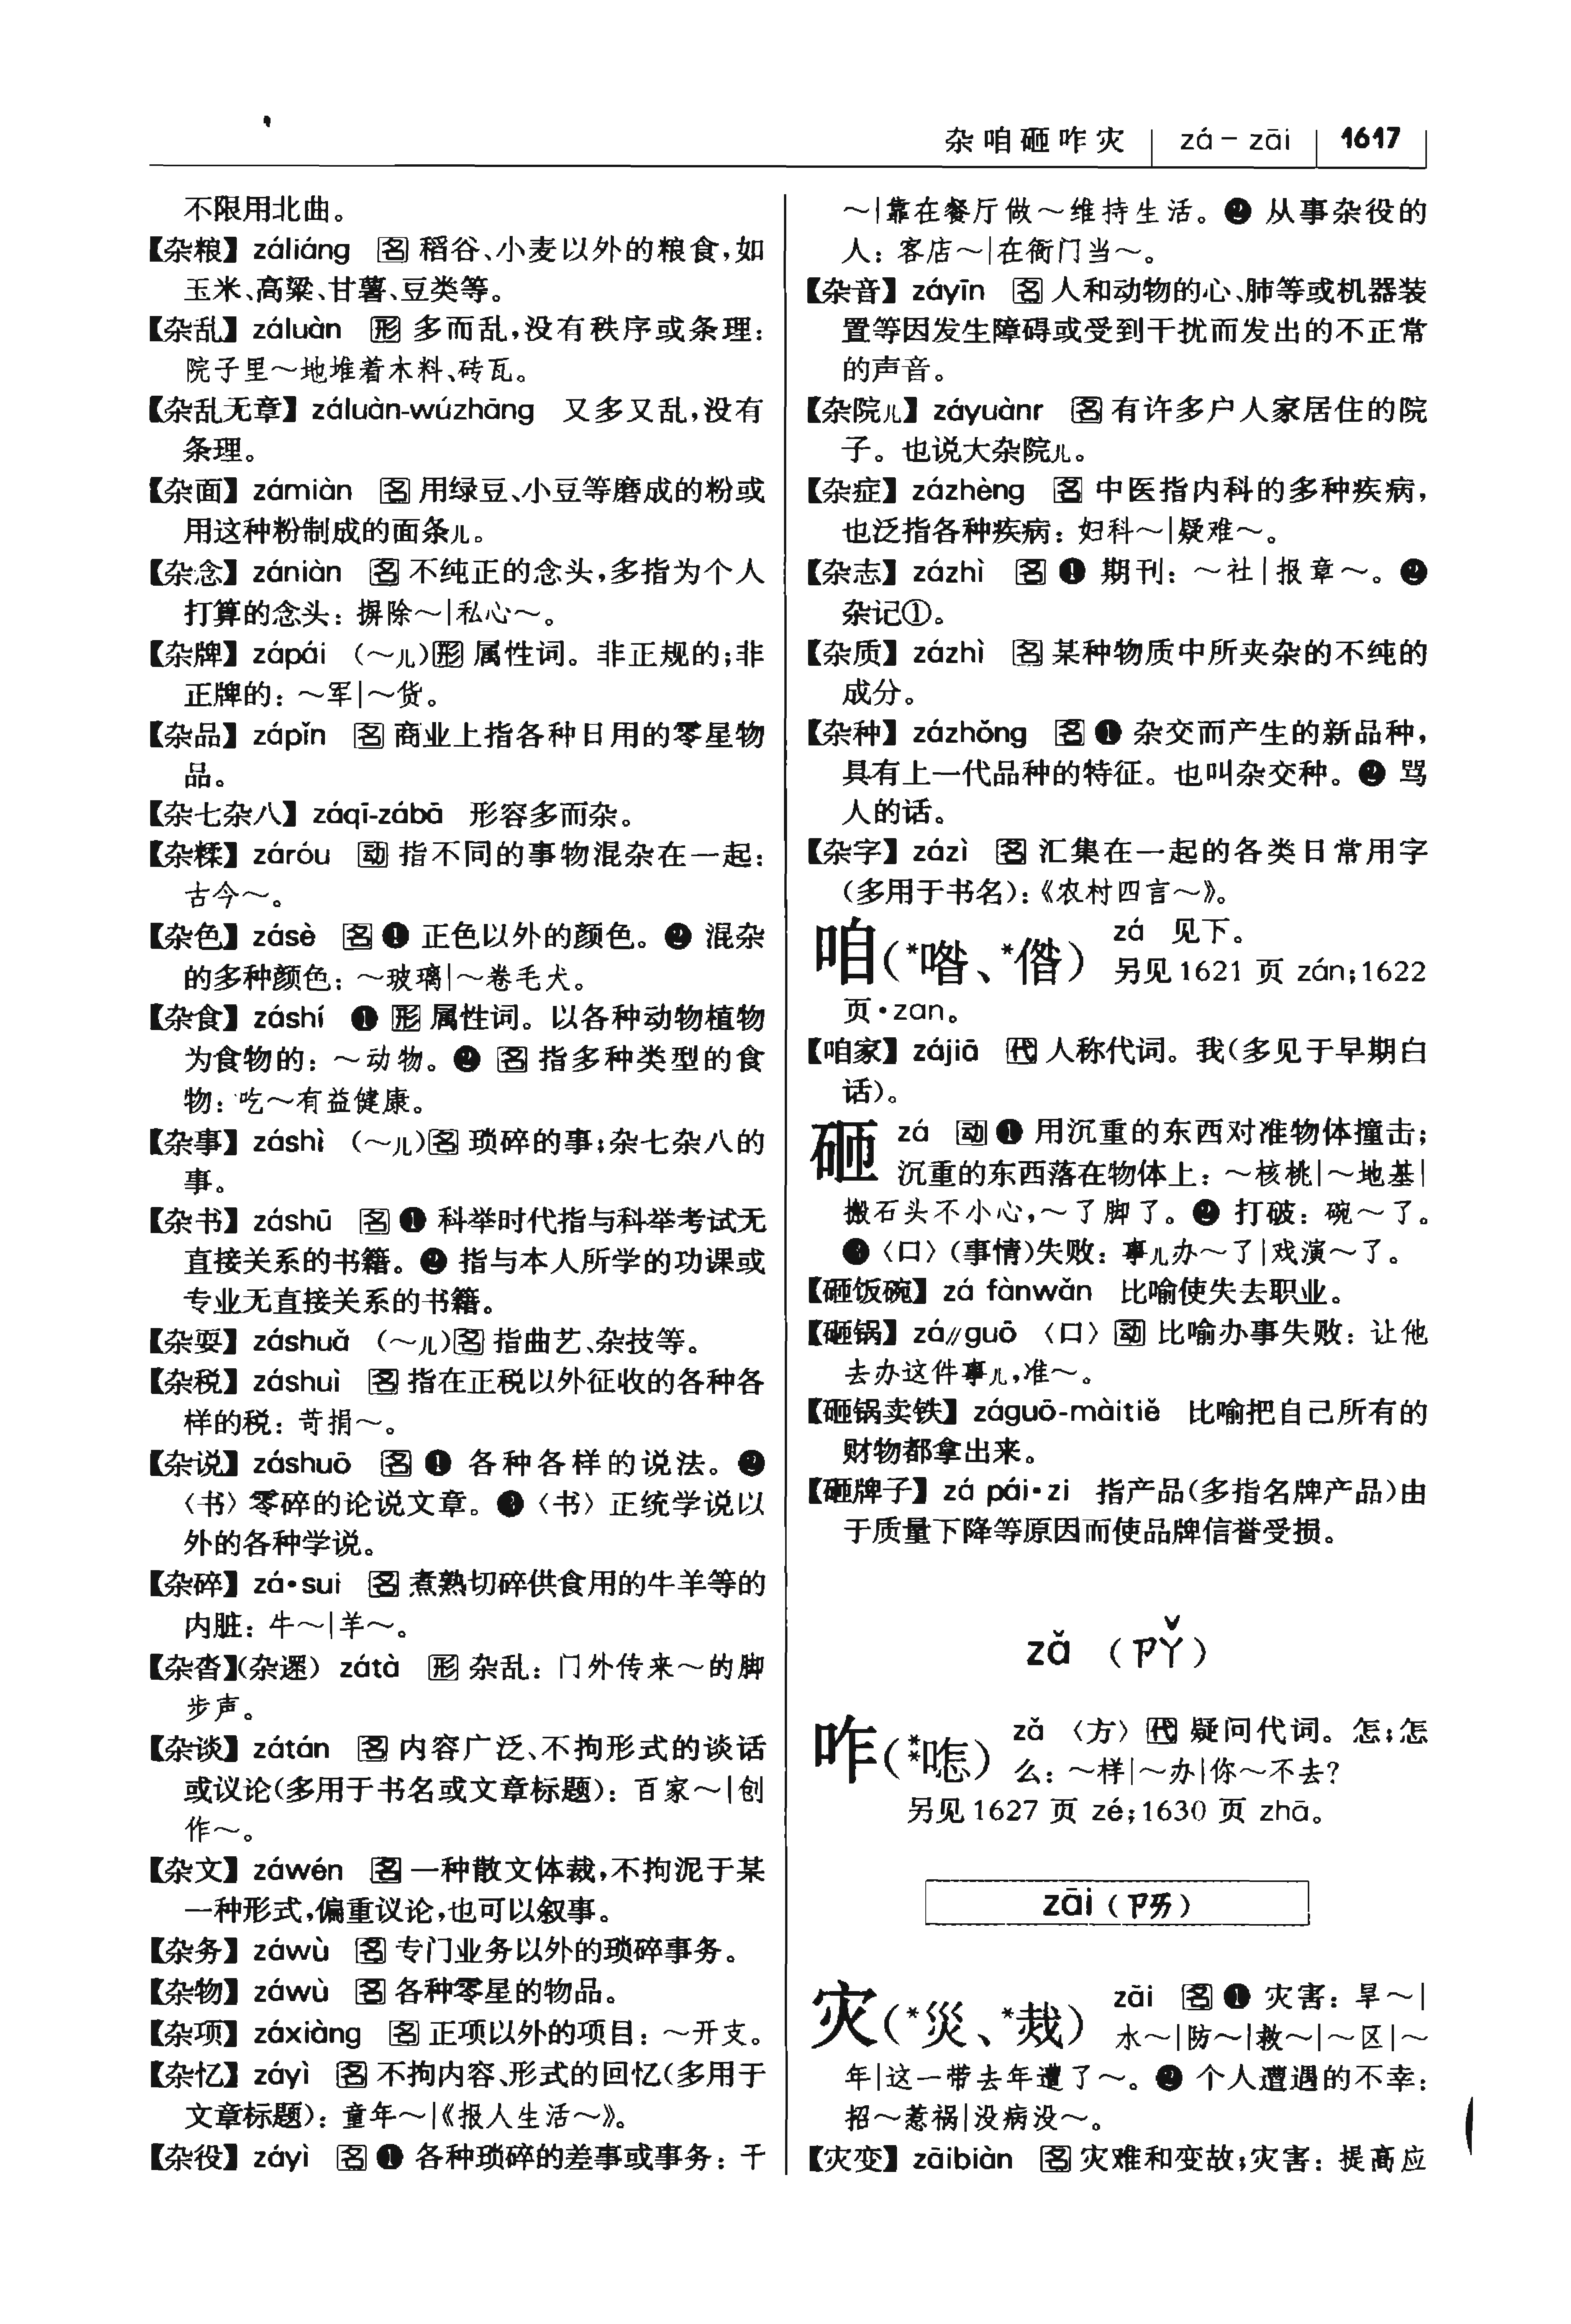 杂咱砸咋灾 | zá – zāi | 1617
不限用北曲。
【杂粮】záliáng 名 稻谷、小麦以外的粮食,如
玉米、高粱、甘薯、豆类等。
【杂乱】záluàn 形 多而乱,没有秩序或条理:
院子里～地堆着木料、砖瓦。
【杂乱无章】záluàn-wúzhāng 又多又乱,没有
条理。
【杂面】zámiàn 名 用绿豆、小豆等磨成的粉或
用这种粉制成的面条儿。
【杂念】zániàn 名 不纯正的念头,多指为个人
打算的念头: 摒除～|私心～。
【杂牌】zápái (～儿)形 属性词。非正规的;非
正牌的: ～军|～货。
【杂品】zápǐn 名 商业上指各种日用的零星物
品。
【杂七杂八】záqī-zábā 形容多而杂。
【杂糅】záróu 动 指不同的事物混杂在一起:
古今～。
【杂色】zásè 名 ❶ 正色以外的颜色。❷ 混杂
的多种颜色: ～玻璃|～卷毛犬。
【杂食】záshí ❶ 形 属性词。以各种动物植物
为食物的: ～动物。❷ 名 指多种类型的食
物: 吃～有益健康。
【杂事】záshì (～儿)名 琐碎的事;杂七杂八的
事。
【杂书】záshū 名 ❶ 科举时代指与科举考试无
直接关系的书籍。❷ 指与本人所学的功课或
专业无直接关系的书籍。
【杂耍】záshuǎ (～儿)名 指曲艺、杂技等。
【杂税】záshuì 名 指在正税以外征收的各种各
样的税: 苛捐～。
【杂说】záshuō 名 ❶ 各种各样的说法。❷
〈书〉零碎的论说文章。❸〈书〉正统学说以
外的各种学说。
【杂碎】zá•sui 名 煮熟切碎供食用的牛羊等的
内脏: 牛～|羊～。
【杂沓】(杂遝) zátà 形 杂乱: 门外传来～的脚
步声。
【杂谈】zátán 名 内容广泛、不拘形式的谈话
或议论(多用于书名或文章标题): 百家～|创
作～。
【杂文】záwén 名 一种散文体裁,不拘泥于某
一种形式,偏重议论,也可以叙事。
【杂务】záwù 名 专门业务以外的琐碎事务。
【杂物】záwù 名 各种零星的物品。
【杂项】záxiàng 名 正项以外的项目: ～开支。
【杂忆】záyì 名 不拘内容、形式的回忆(多用于
文章标题): 童年～|《报人生活～》。
【杂役】záyì 名 ❶ 各种琐碎的差事或事务: 干
～|靠在餐厅做～维持生活。❷ 从事杂役的
人: 客店～|在衙门当～。
【杂音】záyīn 名 人和动物的心、肺等或机器装
置等因发生障碍或受到干扰而发出的不正常
的声音。
【杂院儿】záyuànr 名 有许多户人家居住的院
子。也说大杂院儿。
【杂症】zázhèng 名 中医指内科的多种疾病,
也泛指各种疾病: 妇科～|疑难～。
【杂志】zázhì 名 ❶ 期刊: ～社|报章～。❷
杂记①。
【杂质】zázhì 名 某种物质中所夹杂的不纯的
成分。
【杂种】zázhǒng 名 ❶ 杂交而产生的新品种,
具有上一代品种的特征。也叫杂交种。❷ 骂
人的话。
【杂字】zázì 名 汇集在一起的各类日常用字
(多用于书名):《农村四言～》。
咱(*喒、*偺) zá 见下。
另见1621 页 zán;1622
页•zan。
【咱家】zájiā 代 人称代词。我(多见于早期白
话)。
砸 zá 动 ❶ 用沉重的东西对准物体撞击;
沉重的东西落在物体上: ～核桃|～地基|
搬石头不小心,～了脚了。❷ 打破: 碗～了。
❸〈口〉(事情)失败: 事儿办～了|戏演～了。
【砸饭碗】zá fànwǎn 比喻使失去职业。
【砸锅】zá∥guō 〈口〉动 比喻办事失败: 让他
去办这件事儿,准～。
【砸锅卖铁】záguō-màitiě 比喻把自己所有的
财物都拿出来。
【砸牌子】zá pái•zi 指产品(多指名牌产品)由
于质量下降等原因而使品牌信誉受损。
zǎ (ㄗㄚˇ)
咋(**喒) zǎ 〈方〉代 疑问代词。怎;怎
么: ～样|～办|你～不去?
另见1627 页 zé;1630 页 zhā。
zāi (ㄗㄞ)
灾(*災、*烖) zāi 名 ❶ 灾害: 旱～|
水～|防～|救～|～区|～
年|这一带去年遭了～。❷ 个人遭遇的不幸:
招～惹祸|没病没～。
【灾变】zāibiàn 名 灾难和变故;灾害: 提高应